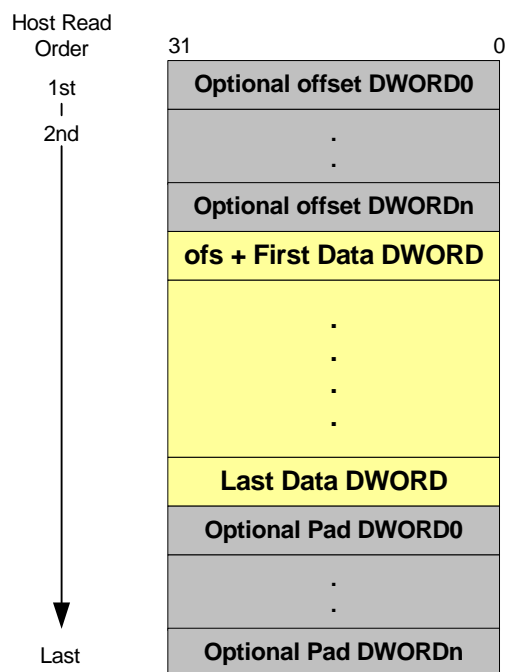 Host Read
Order
31 0
1st
2nd
Optional offset DWORD0
.
.
Optional offset DWORDn
ofs + First Data DWORD
.
.
.
.
Last Data DWORD
Optional Pad DWORD0
.
.
Last
Optional Pad DWORDn